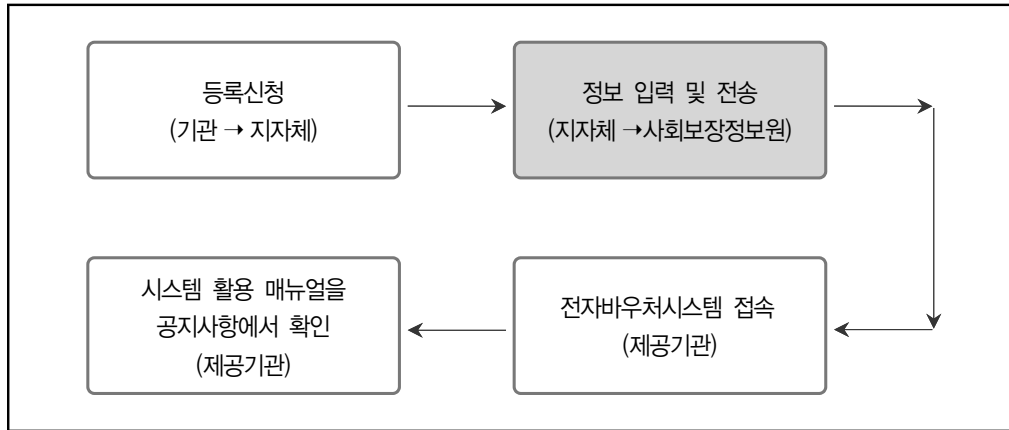 등록신청
(기관 → 지자체)
정보 입력 및 전송
(지자체 →사회보장정보원)
전자바우처시스템 접속
(제공기관)
시스템 활용 매뉴얼을
공지사항에서 확인
(제공기관)